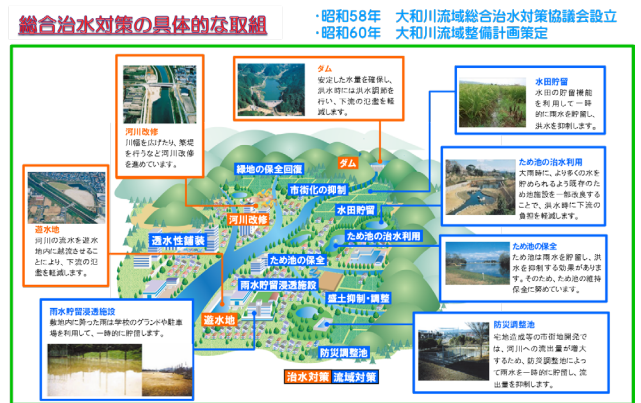 総合治水対策の具体的な取組
・昭和58年　大和川流域総合治水対策協議会設立
・昭和60年　大和川流域整備計画策定
河川改修
川幅を広げたり、築堤
を行うなど河川改修
を進めています。
ダム
安定した水量を確保し、
洪水時には洪水調節を
行い、下流の氾濫を軽
減します。
水田貯留
水田の貯留機能
を利用して一時
的に雨水を貯留し、
洪水を抑制します。
遊水地
河川の流水を遊水
地内に越流させるこ
とにより、下流の氾
濫を軽減します。
ため池の治水利用
大雨時に、より多くの水を
貯められるよう既存のため
池施設を一部改良する
ことで、洪水時に下流の
負担を軽減します。
ため池の保全
ため池は雨水を貯留し、洪
水を抑制する効果がありま
す。そのため、ため池の維持
保全に努めています。
雨水貯留浸透施設
敷地内に降った雨は学校のグランドや駐車
場を利用して、一時的に貯留します。
防災調整池
宅地造成等の市街地開発で
は、河川への流出量が増大
するため、防災調整池によっ
て雨水を一時的に貯留し、流
出量を抑制します。
緑地の保全回復
ダム
市街化の抑制
河川改修
水田貯留
透水性舗装
ため池の治水利用
ため池の保全
雨水貯留浸透施設
盛土抑制・調整
遊水地
防災調整池
治水対策
流域対策